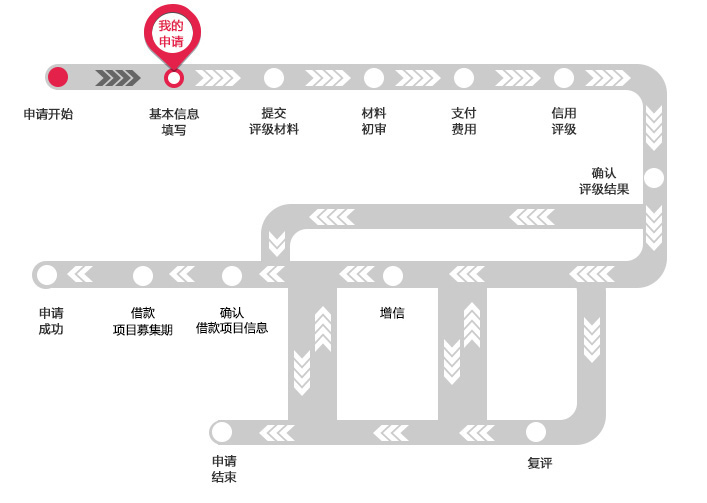 我的
申请
申请开始
基本信息
填写
提交
评级材料
材料
初审
支付
费用
信用
评级
确认
评级结果
申请
成功
借款
项目募集期
确认
借款项目信息
增信
申请
结束
复评